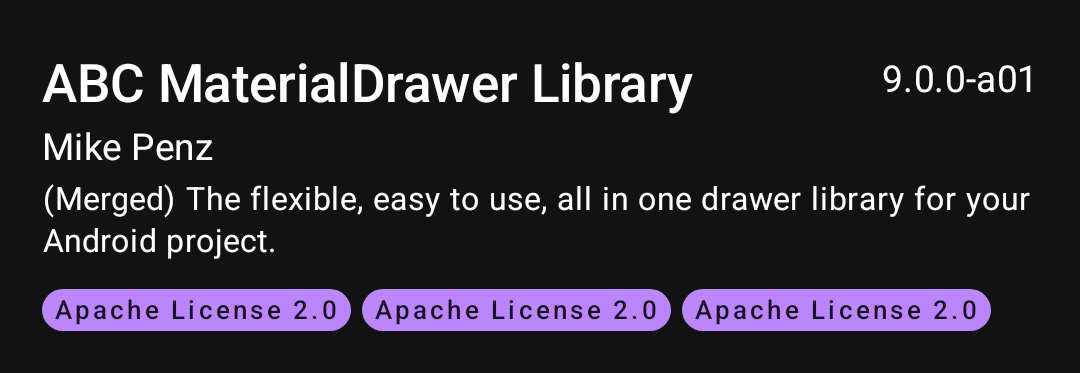 ABC MaterialDrawer Library 9.0.0-a01
Mike Penz
(Merged) The flexible, easy to use, all in one drawer library for your
Android project.
Apache License 2.0 Apache License 2.0 Apache License 2.0